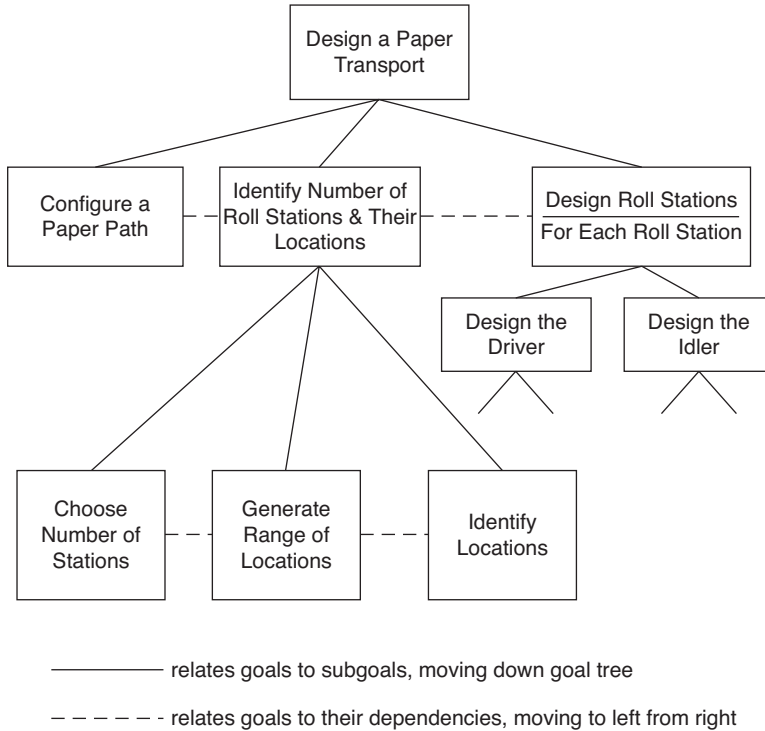 Design a Paper
Transport
Configure a
Paper Path
Identify Number of
Roll Stations & Their
Locations
Design Roll Stations
For Each Roll Station
Design the
Driver
Design the
Idler
Choose
Number of
Stations
Generate
Range of
Locations
Identify
Locations
relates goals to subgoals, moving down goal tree
relates goals to their dependencies, moving to left from right